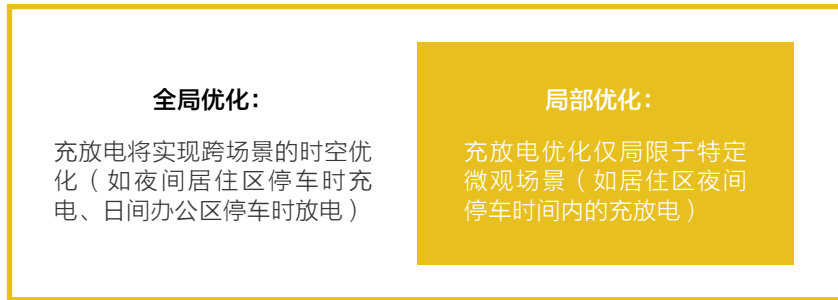 全局优化：
充放电将实现跨场景的时空优
化（如夜间居住区停车时充
电、日间办公区停车时放电）
局部优化：
充放电优化仅局限于特定
微观场景（如居住区夜间
停车时间内的充放电）